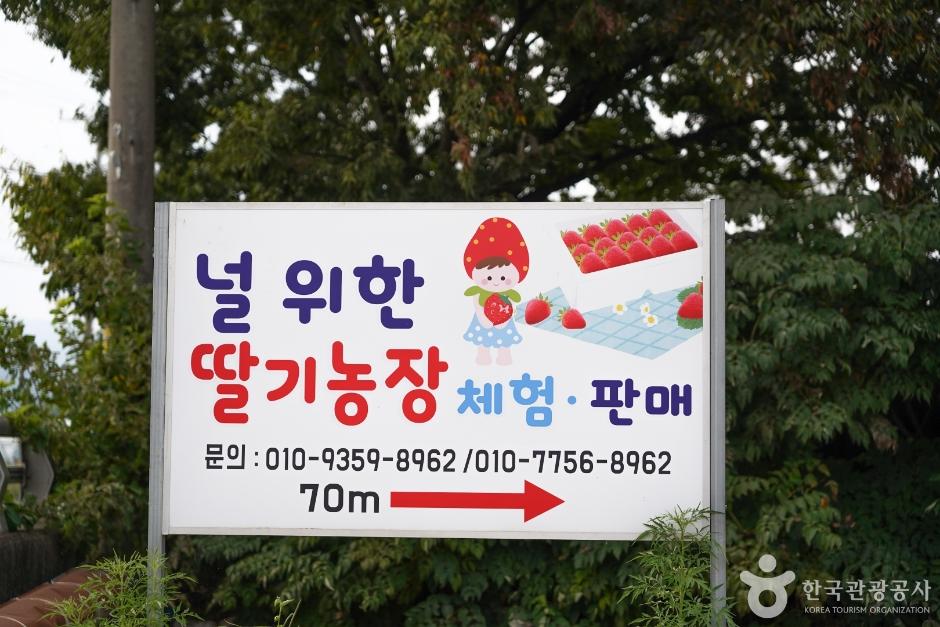 널 위한
딸기농장 체험·판매
문의 : 010-9359-8962 /010-7756-8962
70m
한국관광공사
KOREA TOURISM ORGANIZATION